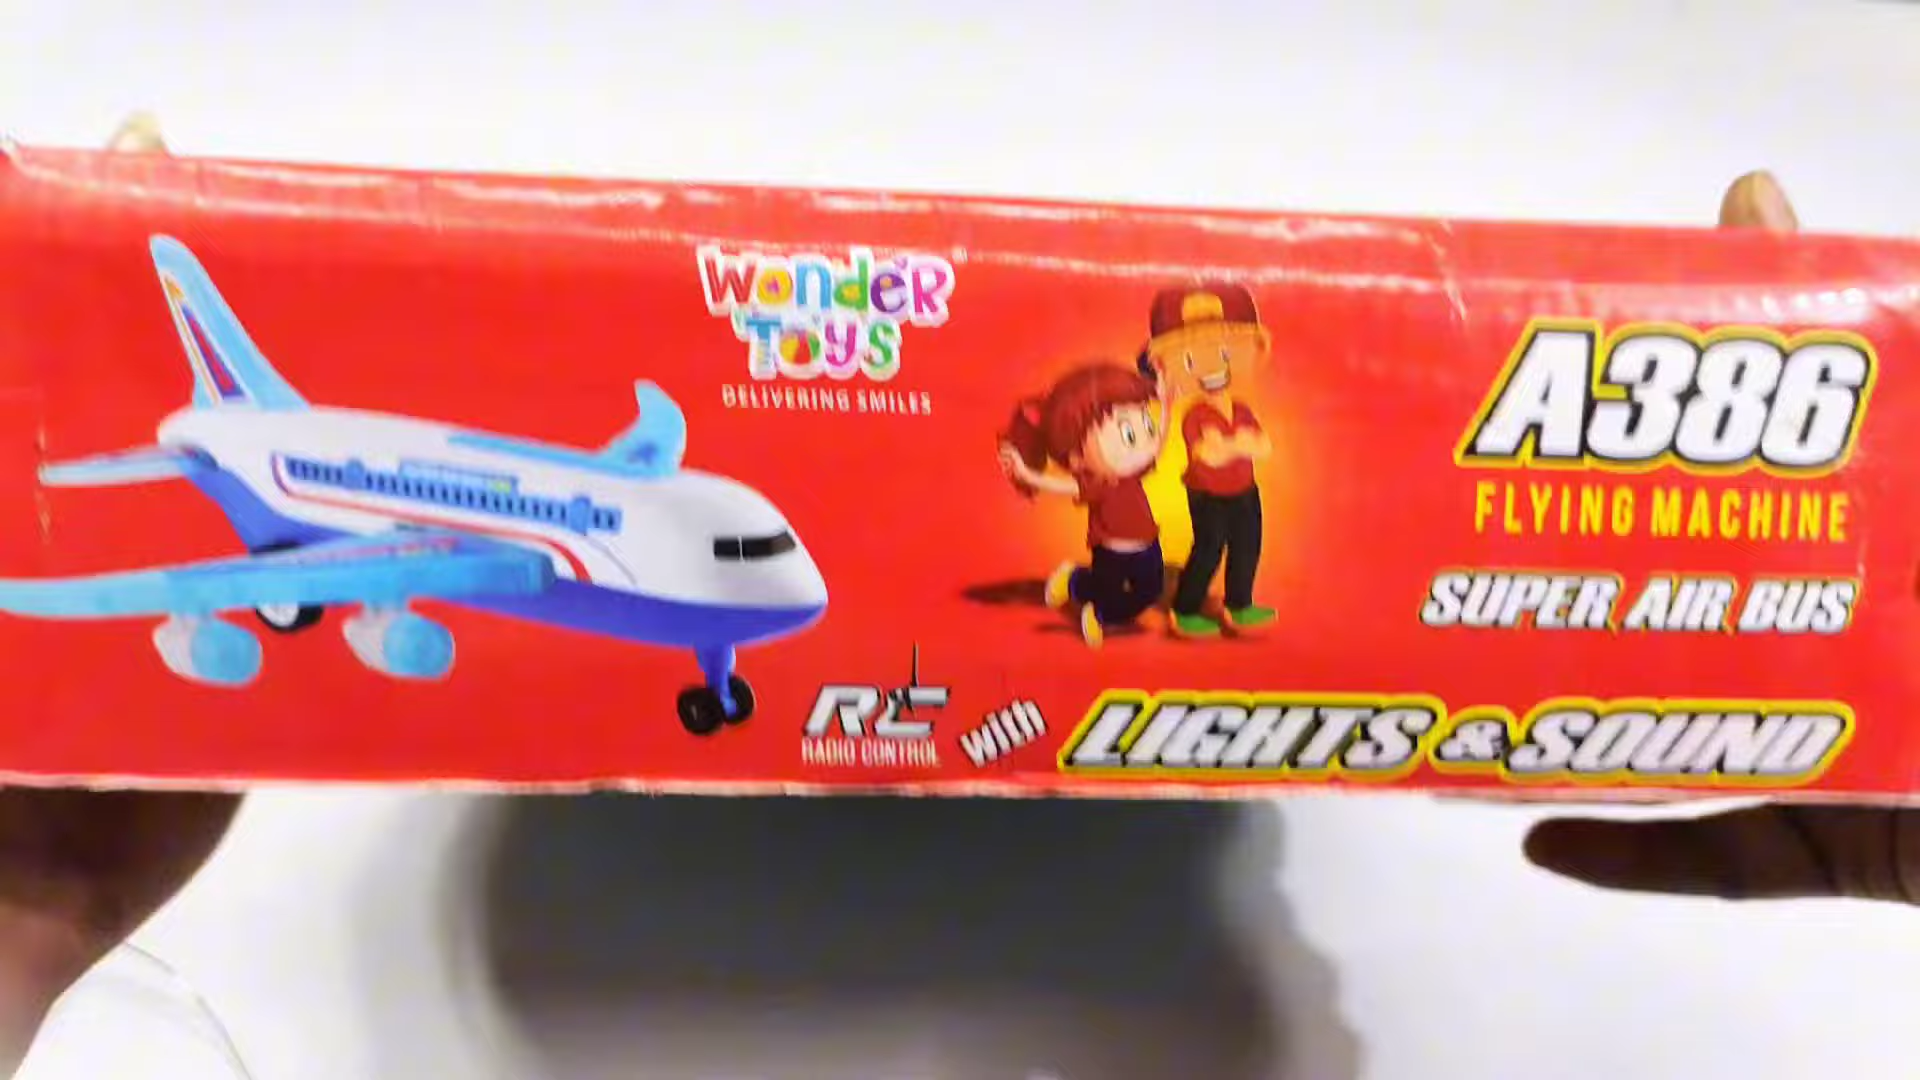 WONDER
TOYS
DELIVERING SMILES
A386
FLYING MACHINE
SUPER AIR BUS
RC
RADIO CONTROL
with
LIGHTS & SOUND